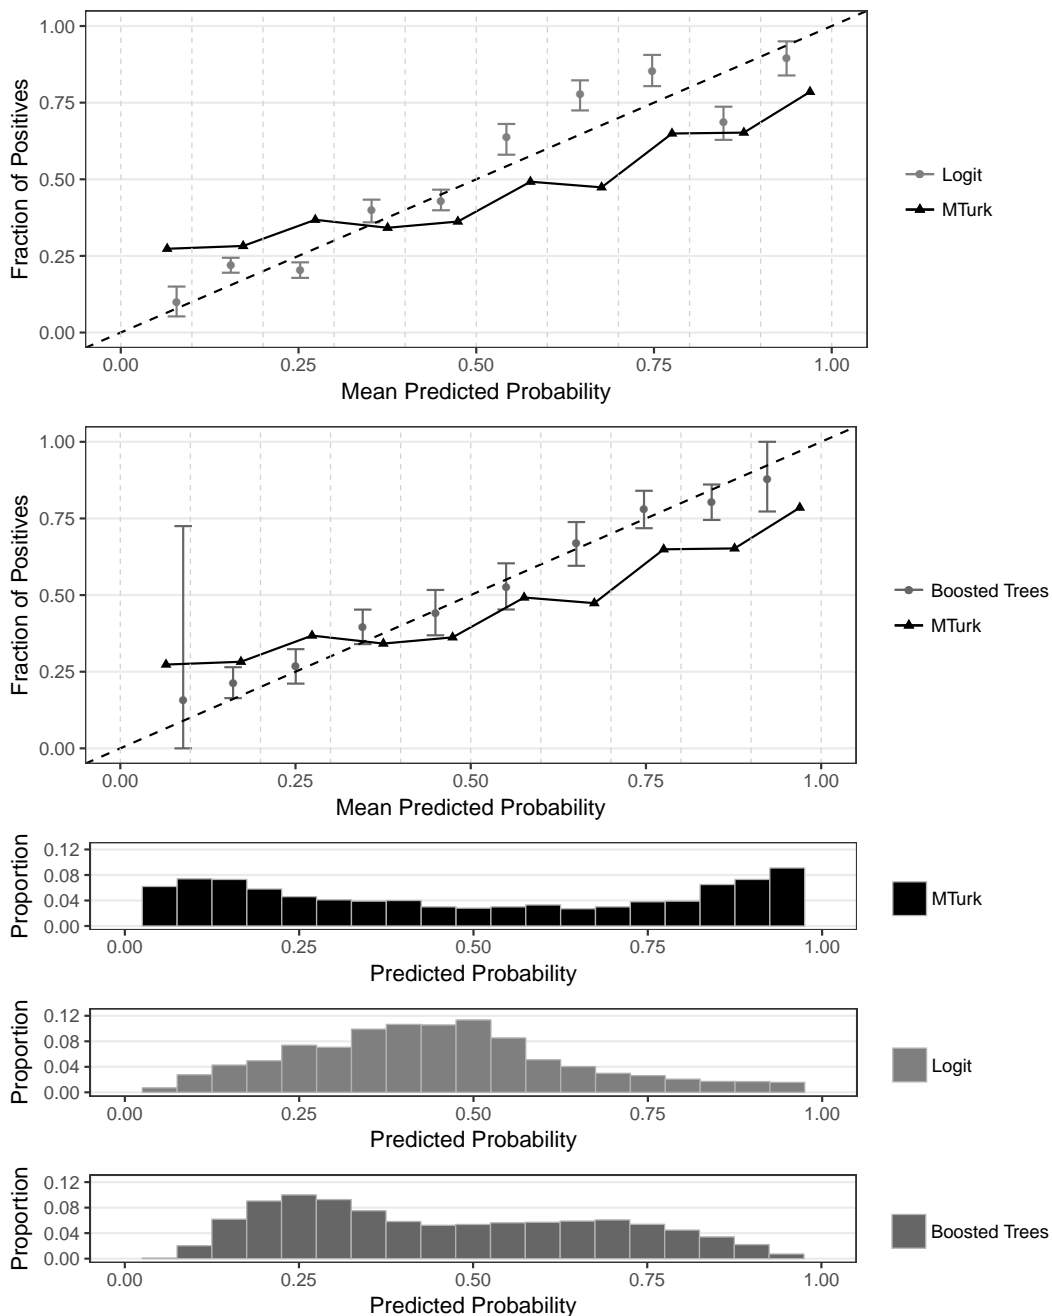 1.00
0.75
0.50
0.25
0.00
Fraction of Positives
0.00 0.25 0.50 0.75 1.00
Mean Predicted Probability
Logit
MTurk
1.00
0.75
0.50
0.25
0.00
Fraction of Positives
0.00 0.25 0.50 0.75 1.00
Mean Predicted Probability
Boosted Trees
MTurk
0.12
0.08
0.04
0.00
Proportion
0.00 0.25 0.50 0.75 1.00
Predicted Probability
MTurk
0.12
0.08
0.04
0.00
Proportion
0.00 0.25 0.50 0.75 1.00
Predicted Probability
Logit
0.12
0.08
0.04
0.00
Proportion
0.00 0.25 0.50 0.75 1.00
Predicted Probability
Boosted Trees